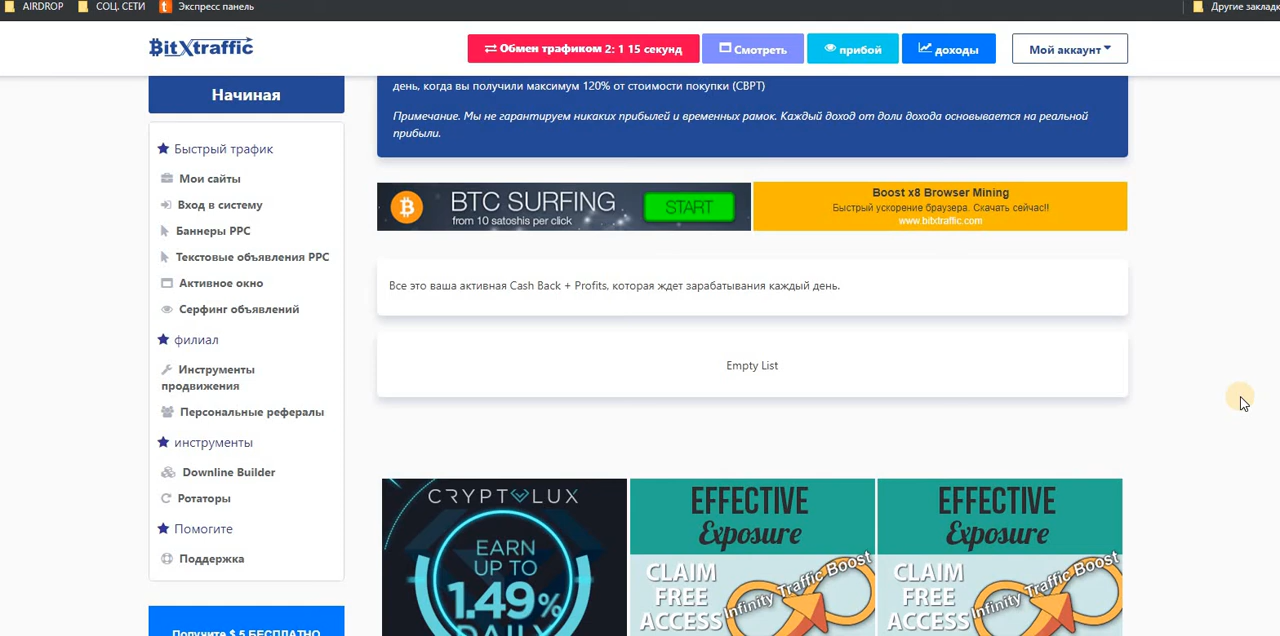 AIRDROP СОЦ. СЕТИ Экспресс панель Другие заклад
BitXtraffic
Обмен трафиком 2: 1 15 секунд Смотреть прибой доходы Мой аккаунт
Начиная
Быстрый трафик
Мои сайты
Вход в систему
Баннеры PPC
Текстовые объявления PPC
Активное окно
Серфинг объявлений
филиал
Инструменты
продвижения
Персональные рефералы
инструменты
Downline Builder
Ротаторы
Помогите
Поддержка
Получите $ 5 БЕСПЛАТНО
день, когда вы получили максимум 120% от стоимости покупки (CBPT)
Примечание. Мы не гарантируем никаких прибылей и временных рамок. Каждый доход от доли дохода основывается на реальной
прибыли.
BTC SURFING
from 10 satoshis per click
START
Boost x8 Browser Mining
Быстрый ускорение браузера. Скачать сейчас!!
www.bitxtraffic.com
Все это ваша активная Cash Back + Profits, которая ждет зарабатывания каждый день.
Empty List
CRYPTOLUX
EARN
UP TO
1.49%
DAILY
EFFECTIVE
Exposure
CLAIM
FREE
ACCESS
Infinity Traffic Boost
EFFECTIVE
Exposure
CLAIM
FREE
ACCESS
Infinity Traffic Boost